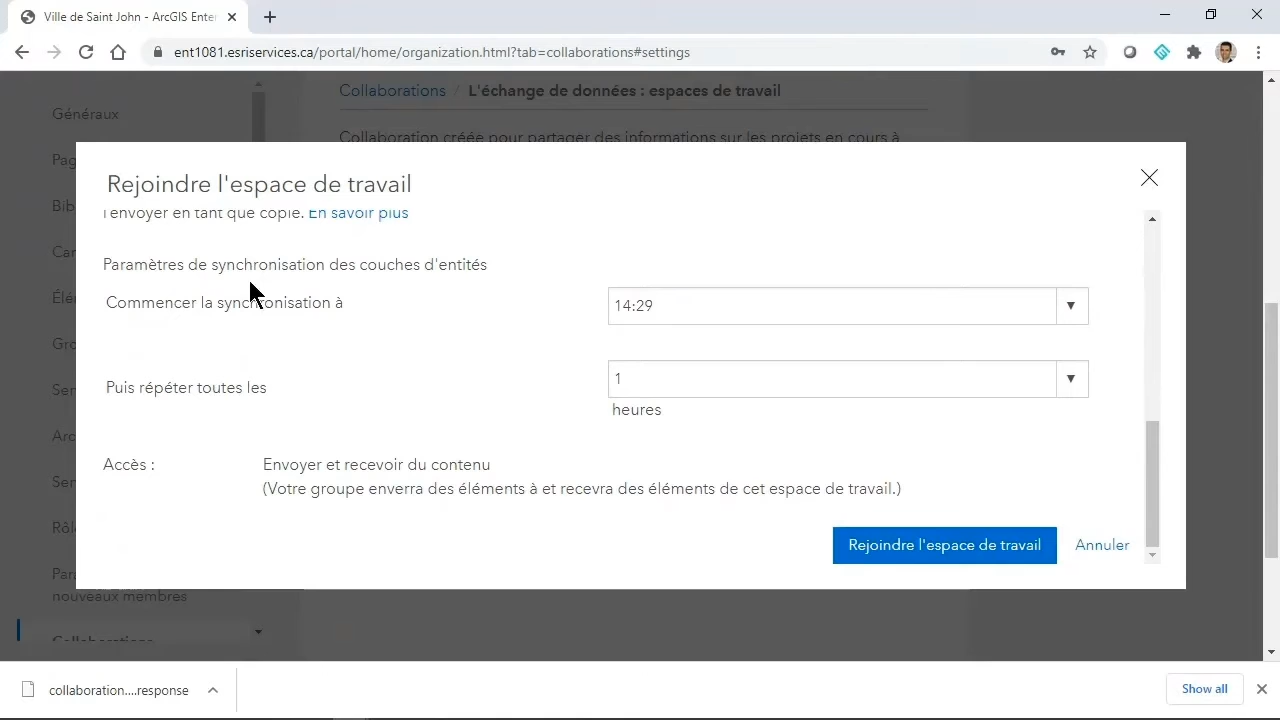 Ville de Saint John - ArcGIS Enter
ent1081.esriservices.ca/portal/home/organization.html?tab=collaborations#settings
Généraux
Collaborations / L'échange de données : espaces de travail
Collaboration créée pour partager des informations sur les projets en cours à
Pag
Rejoindre l'espace de travail
Bib
l'envoyer en tant que copie. En savoir plus
Car
Paramètres de synchronisation des couches d'entités
Élé
Commencer la synchronisation à
14:29
Gro
Puis répéter toutes les
1
Ser
heures
Arc
Accès :
Envoyer et recevoir du contenu
Ser
(Votre groupe enverra des éléments à et recevra des éléments de cet espace de travail.)
Rôl
Rejoindre l'espace de travail
Annuler
Para
nouveaux membres
Collaborations
collaboration....response
Show all